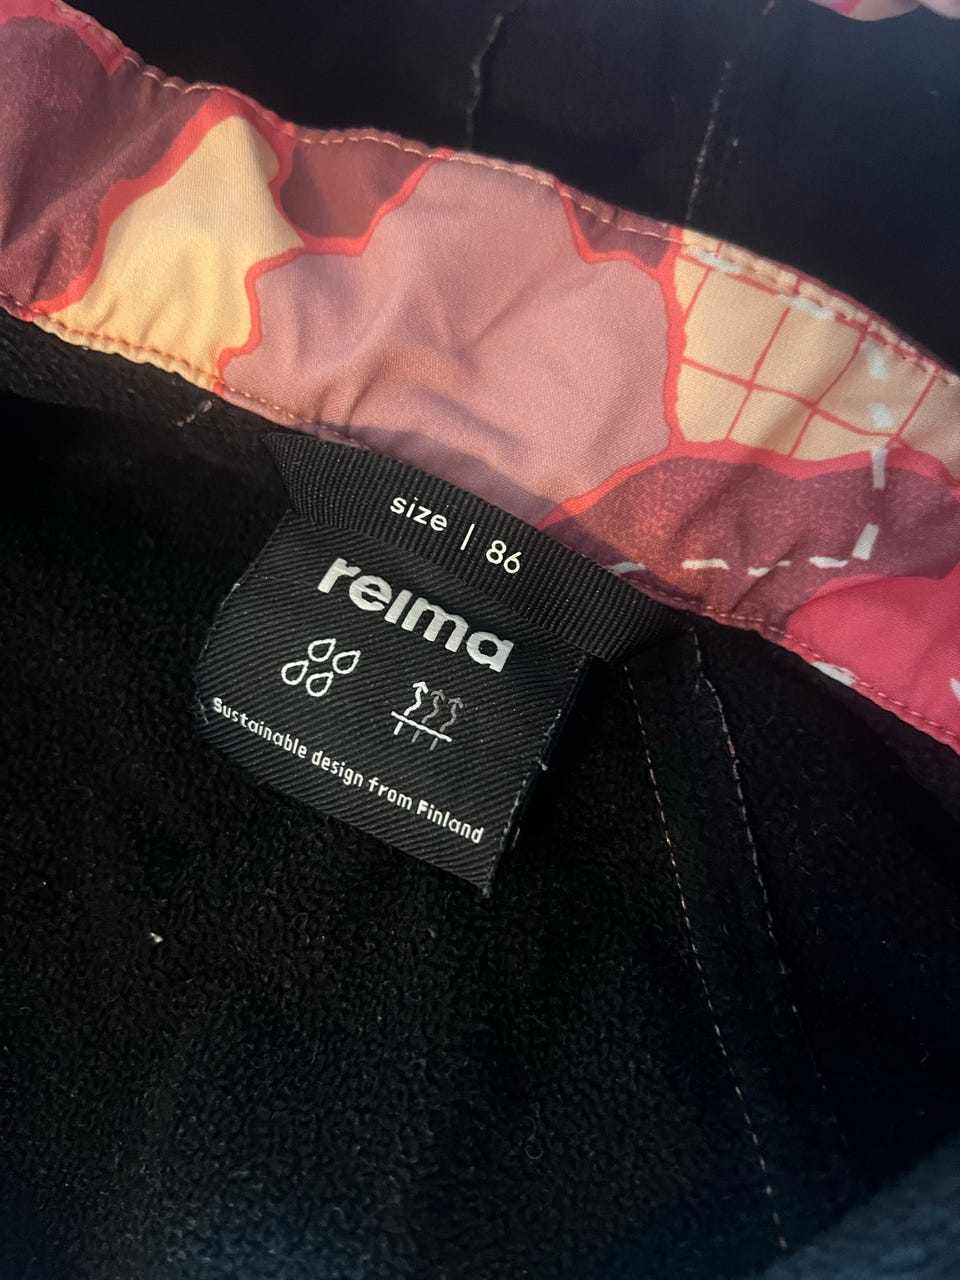 size | 86
reima
Sustainable design from Finland